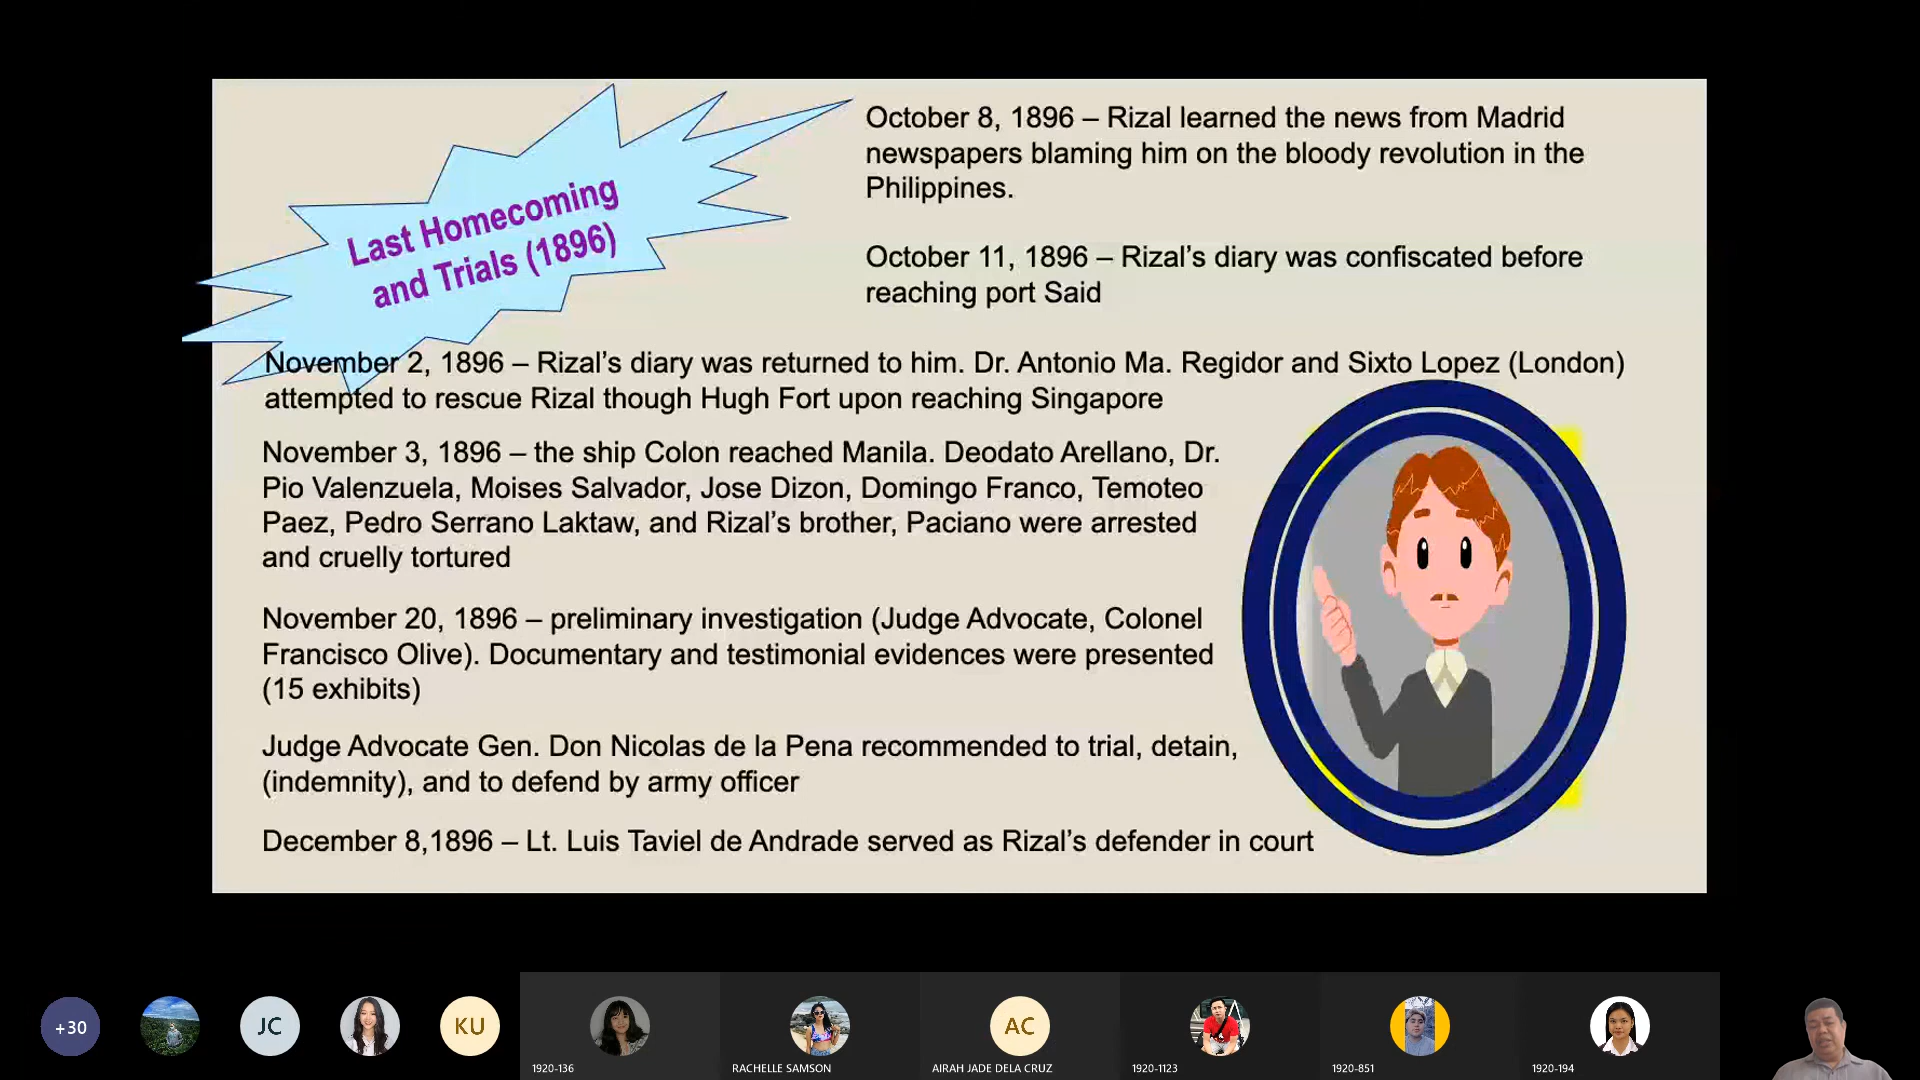 Last Homecoming
and Trials (1896)
October 8, 1896 – Rizal learned the news from Madrid
newspapers blaming him on the bloody revolution in the
Philippines.
October 11, 1896 – Rizal’s diary was confiscated before
reaching port Said
November 2, 1896 – Rizal’s diary was returned to him. Dr. Antonio Ma. Regidor and Sixto Lopez (London)
attempted to rescue Rizal though Hugh Fort upon reaching Singapore
November 3, 1896 – the ship Colon reached Manila. Deodato Arellano, Dr.
Pio Valenzuela, Moises Salvador, Jose Dizon, Domingo Franco, Temoteo
Paez, Pedro Serrano Laktaw, and Rizal’s brother, Paciano were arrested
and cruelly tortured
November 20, 1896 – preliminary investigation (Judge Advocate, Colonel
Francisco Olive). Documentary and testimonial evidences were presented
(15 exhibits)
Judge Advocate Gen. Don Nicolas de la Pena recommended to trial, detain,
(indemnity), and to defend by army officer
December 8,1896 – Lt. Luis Taviel de Andrade served as Rizal’s defender in court
+30
JC
KU
AC
1920-136
RACHELLE SAMSON
AIRAH JADE DELA CRUZ
1920-1123
1920-851
1920-194